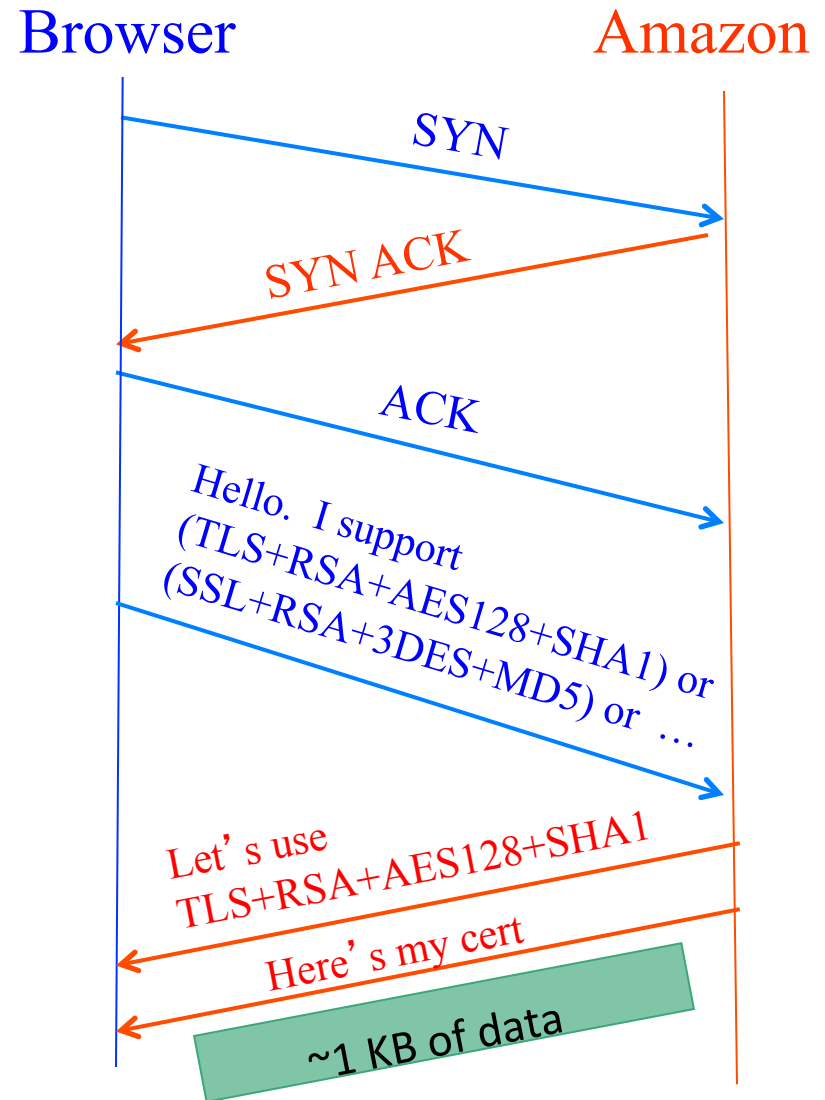 Browser
Amazon
SYN
SYN ACK
ACK
Hello.  I support
(TLS+RSA+AES128+SHA1) or
(SSL+RSA+3DES+MD5) or  …
Let’s use
TLS+RSA+AES128+SHA1
Here’s my cert
~1 KB of data